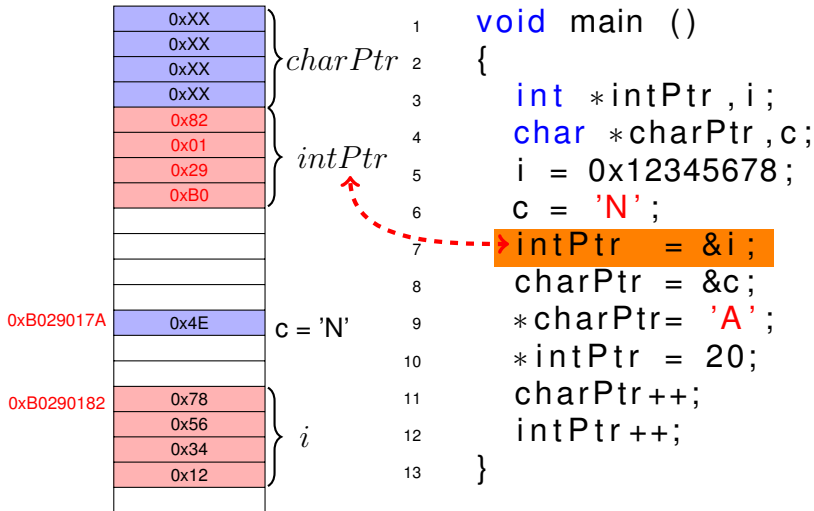 0xXX
0xXX
0xXX
0xXX
charPtr
0x82
0x01
0x29
0xB0
intPtr
0xB029017A
0x4E
c = 'N'
0xB0290182
0x78
0x56
0x34
0x12
i
1 void main ()
2 {
3 int *intPtr ,i;
4 char *charPtr ,c;
5 i = 0x12345678;
6 c = 'N';
7 intPtr = &i;
8 charPtr = &c;
9 *charPtr= 'A';
10 *intPtr = 20;
11 charPtr++;
12 intPtr++;
13 }